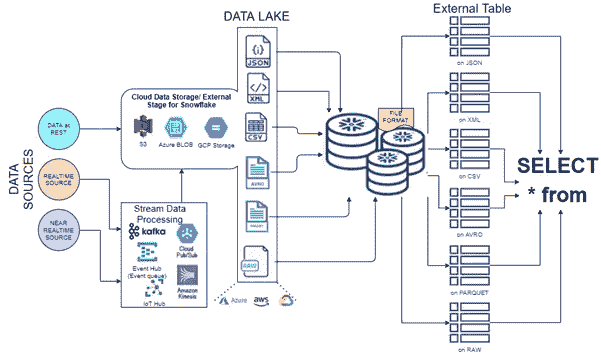 DATA LAKE
External Table
Cloud Data Storage/ External
Stage for Snowflake
S3
Azure BLOB
GCP Storage
DATA at
REST
REALTIME
SOURCE
NEAR
REALTIME
SOURCE
DATA
SOURCES
Stream Data
Processing
kafka
Cloud
Pub/Sub
Event Hub
(Event queue)
Amazon
Kinesis
IoT Hub
{i}
JSON
</>
XML
CSV
AVRO
RAW
Azure
aws
FILE
FORMAT
on JSON
on XML
on CSV
on AVRO
on PARQUET
on RAW
SELECT
* from